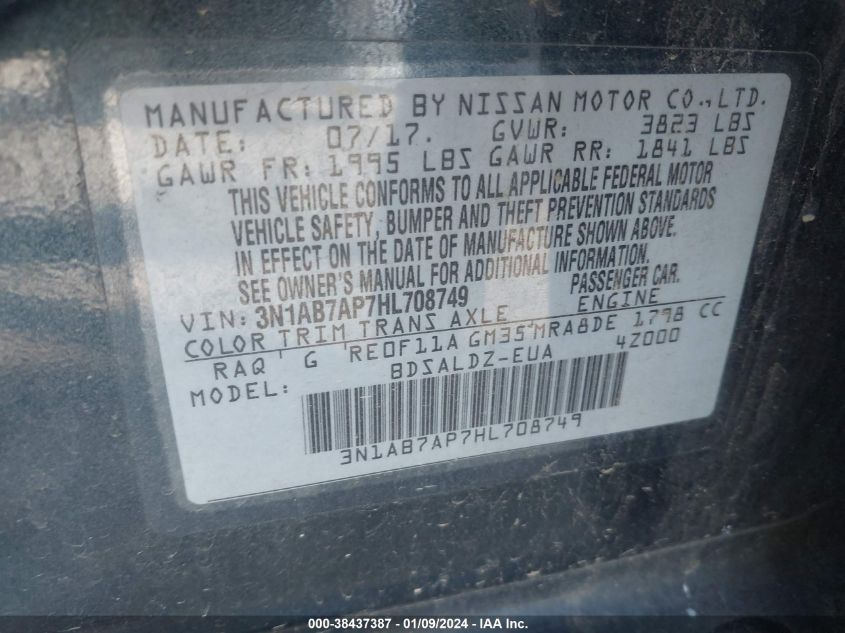 MANUFACTURED BY NISSAN MOTOR CO.,LTD.
DATE: 07/17. GVWR: 3823 LBS
GAWR FR: 1995 LBS GAWR RR: 1841 LBS
THIS VEHICLE CONFORMS TO ALL APPLICABLE FEDERAL MOTOR
VEHICLE SAFETY, BUMPER AND THEFT PREVENTION STANDARDS
IN EFFECT ON THE DATE OF MANUFACTURE SHOWN ABOVE.
SEE OWNER'S MANUAL FOR ADDITIONAL INFORMATION.
VIN: 3N1AB7AP7HL708749 PASSENGER CAR.
COLOR TRIM TRANS AXLE ENGINE
RAQ G RE0F11A GM35 MRA8DE 1798 CC
MODEL: BDSALDZ-EUA 4Z000
3N1AB7AP7HL708749
000-38437387 - 01/09/2024 - IAAI.com